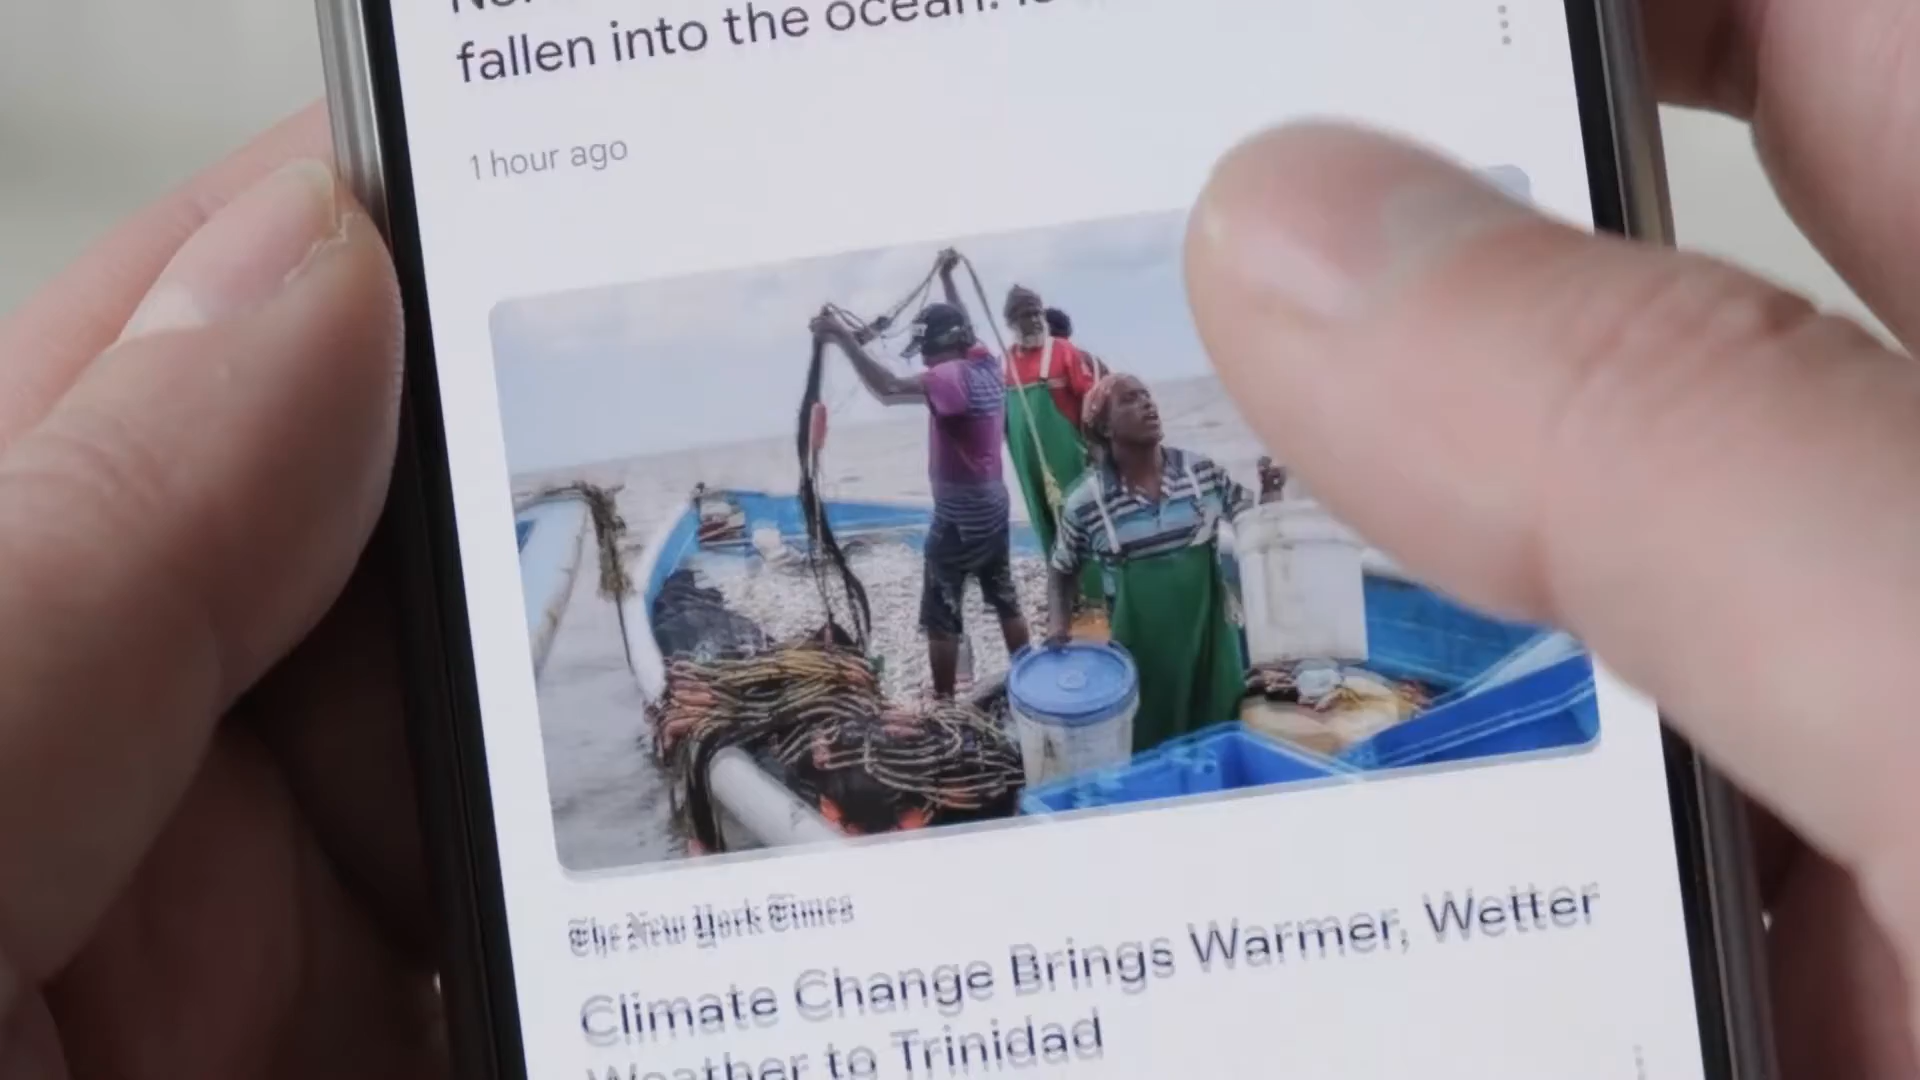 fallen into the ocean.
1 hour ago
The New York Times
Climate Change Brings Warmer, Wetter
Weather to Trinidad